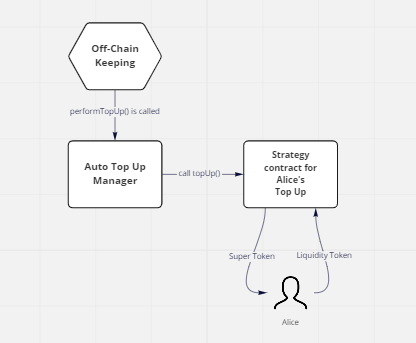 Off-Chain
Keeping
performTopUp() is called
Auto Top Up
Manager
call topUp()
Strategy
contract for
Alice's
Top Up
Super Token
Liquidity Token
Alice